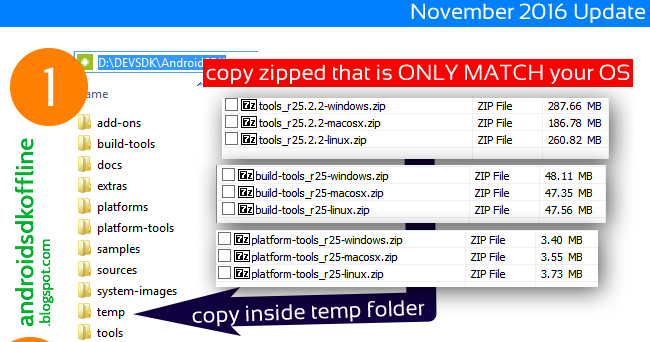 November 2016 Update
1
D:\DEVSDK\Android
copy zipped that is ONLY MATCH your OS
ame
add-ons
build-tools
docs
extras
platforms
platform-tools
samples
sources
system-images
temp
tools
tools_r25.2.2-windows.zip ZIP File 287.66 MB
tools_r25.2.2-macosx.zip ZIP File 186.78 MB
tools_r25.2.2-linux.zip ZIP File 260.82 MB
build-tools_r25-windows.zip ZIP File 48.11 MB
build-tools_r25-macosx.zip ZIP File 47.35 MB
build-tools_r25-linux.zip ZIP File 47.56 MB
platform-tools_r25-windows.zip ZIP File 3.40 MB
platform-tools_r25-macosx.zip ZIP File 3.55 MB
platform-tools_r25-linux.zip ZIP File 3.73 MB
copy inside temp folder
androidsdkoffline
.blogspot.com